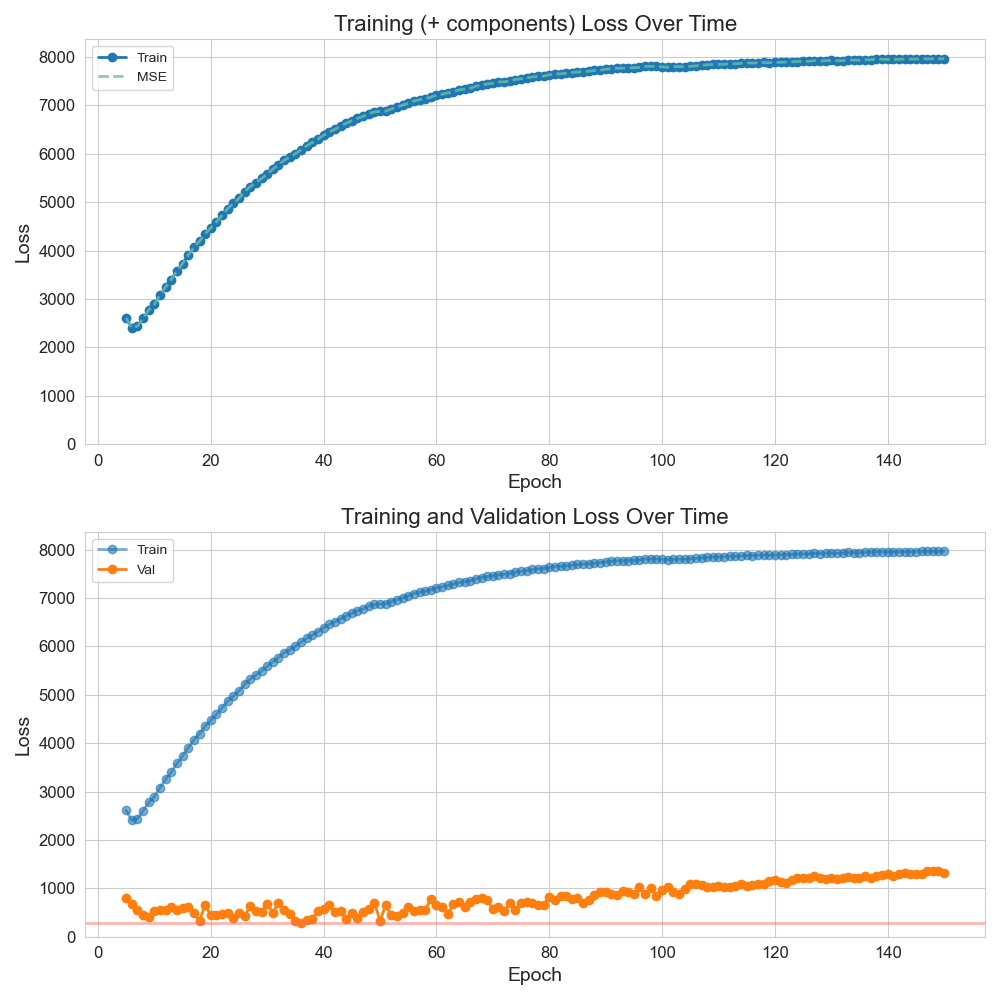 Training (+ components) Loss Over Time
Train
MSE
8000
7000
6000
5000
4000
3000
2000
1000
0
Loss
0 20 40 60 80 100 120 140
Epoch
Training and Validation Loss Over Time
Train
Val
8000
7000
6000
5000
4000
3000
2000
1000
0
Loss
0 20 40 60 80 100 120 140
Epoch